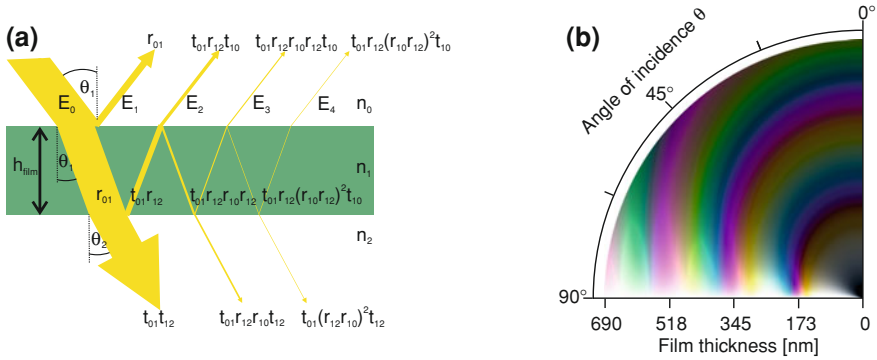 (a)
r₀₁
t₀₁r₁₂t₁₀
t₀₁r₁₂r₁₀r₁₂t₁₀
t₀₁r₁₂(r₁₀r₁₂)²t₁₀
θ₁
E₀
E₁
E₂
E₃
E₄
n₀
h_film
θ₁
n₁
r₀₁
t₀₁r₁₂
t₀₁r₁₂r₁₀r₁₂
t₀₁r₁₂(r₁₀r₁₂)²t₁₀
θ₂
n₂
t₀₁t₁₂
t₀₁r₁₂r₁₀t₁₂
t₀₁(r₁₂r₁₀)²t₁₂
(b)
0°
Angle of incidence θ
45°
90°
690 518 345 173 0
Film thickness [nm]